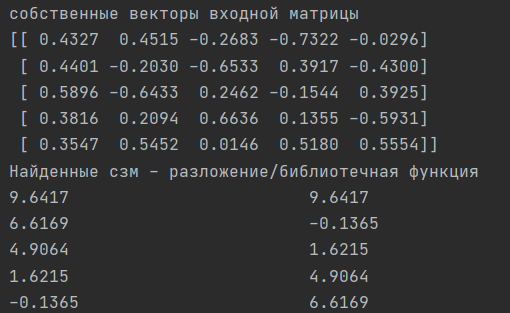 собственные векторы входной матрицы
[[ 0.4327  0.4515 -0.2683 -0.7322 -0.0296]
 [ 0.4401 -0.2030 -0.6533  0.3917 -0.4300]
 [ 0.5896 -0.6433  0.2462 -0.1544  0.3925]
 [ 0.3816  0.2094  0.6636  0.1355 -0.5931]
 [ 0.3547  0.5452  0.0146  0.5180  0.5554]]
Найденные сзм - разложение/библиотечная функция
9.6417                         9.6417
6.6169                         -0.1365
4.9064                         1.6215
1.6215                         4.9064
-0.1365                        6.6169